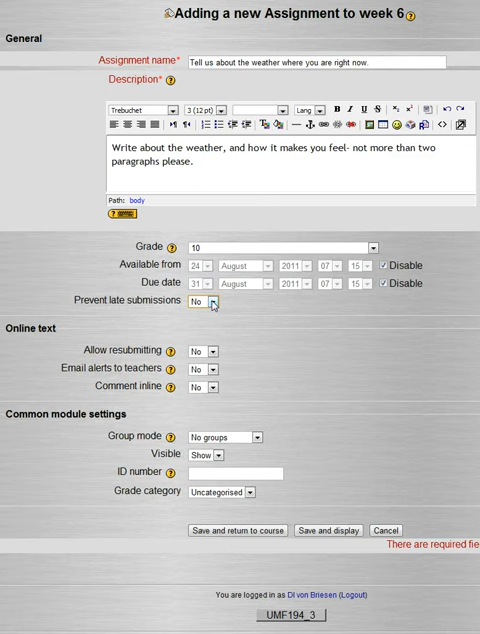 Adding a new Assignment to week 6
General
Assignment name* Tell us about the weather where you are right now.
Description*
Trebuchet 3 (12 pt) Lang B I U S
Write about the weather, and how it makes you feel- not more than two
paragraphs please.
Path: body
Grade 10
Available from 24 August 2011 07 15 Disable
Due date 31 August 2011 07 15 Disable
Prevent late submissions No
Online text
Allow resubmitting No
Email alerts to teachers No
Comment inline No
Common module settings
Group mode No groups
Visible Show
ID number
Grade category Uncategorised
Save and return to course Save and display Cancel
There are required fie
You are logged in as DI von Briesen (Logout)
UMF194_3